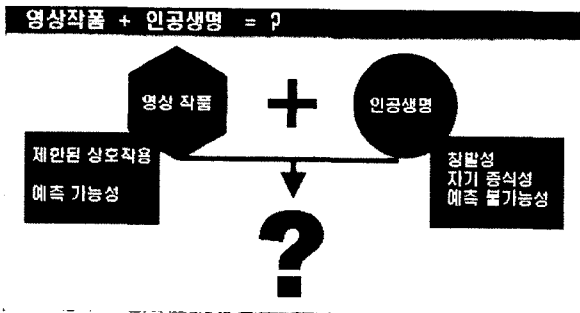 영상작품 + 인공생명 = ?
영상 작품
+
인공생명
제한된 상호작용
예측 가능성
창발성
자기 증식성
예측 불가능성
?